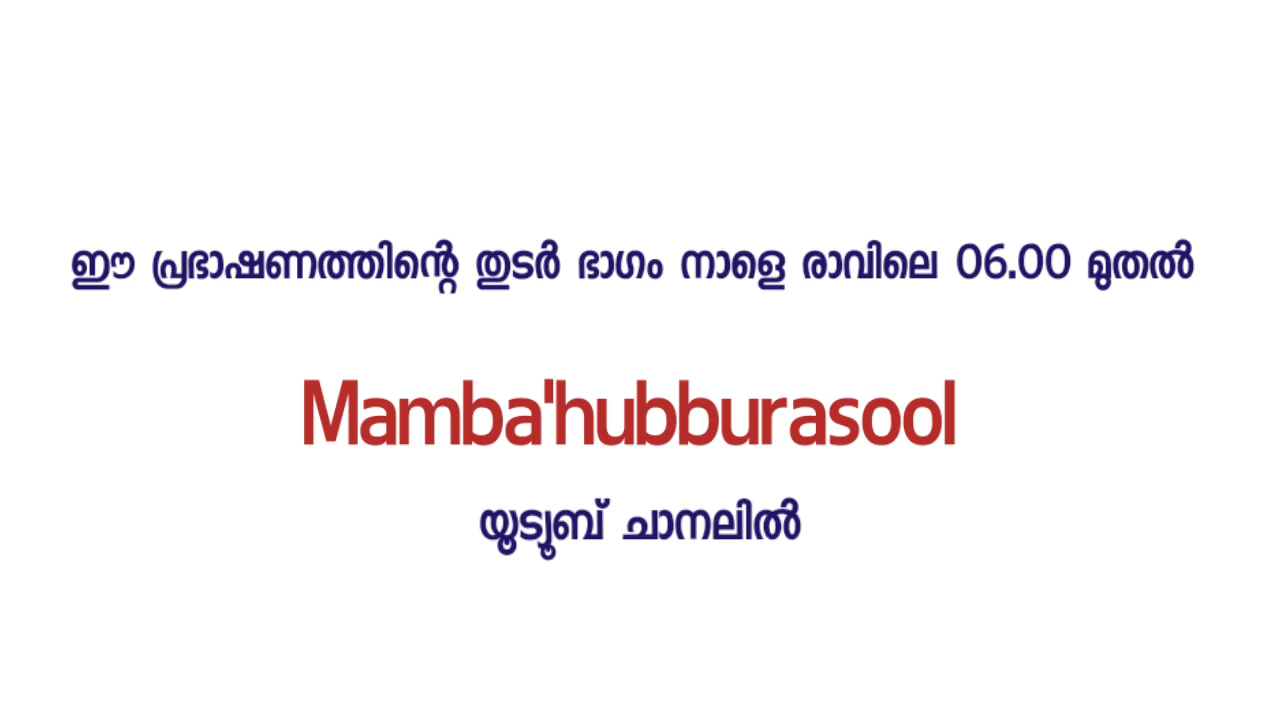 ഈ പ്രഭാഷണത്തിന്റെ തുടർ ഭാഗം നാളെ രാവിലെ 06.00 മുതൽ
Mamba'hubburasool
യൂട്യൂബ് ചാനലിൽ